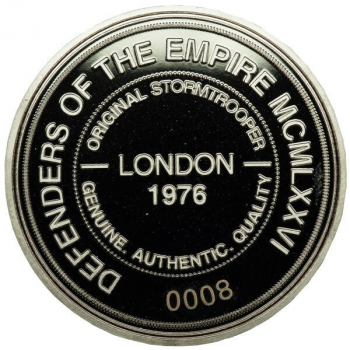 DEFENDERS OF THE EMPIRE MCMLXXVI
ORIGINAL STORMTROOPER
LONDON
1976
GENUINE. AUTHENTIC. QUALITY
0008